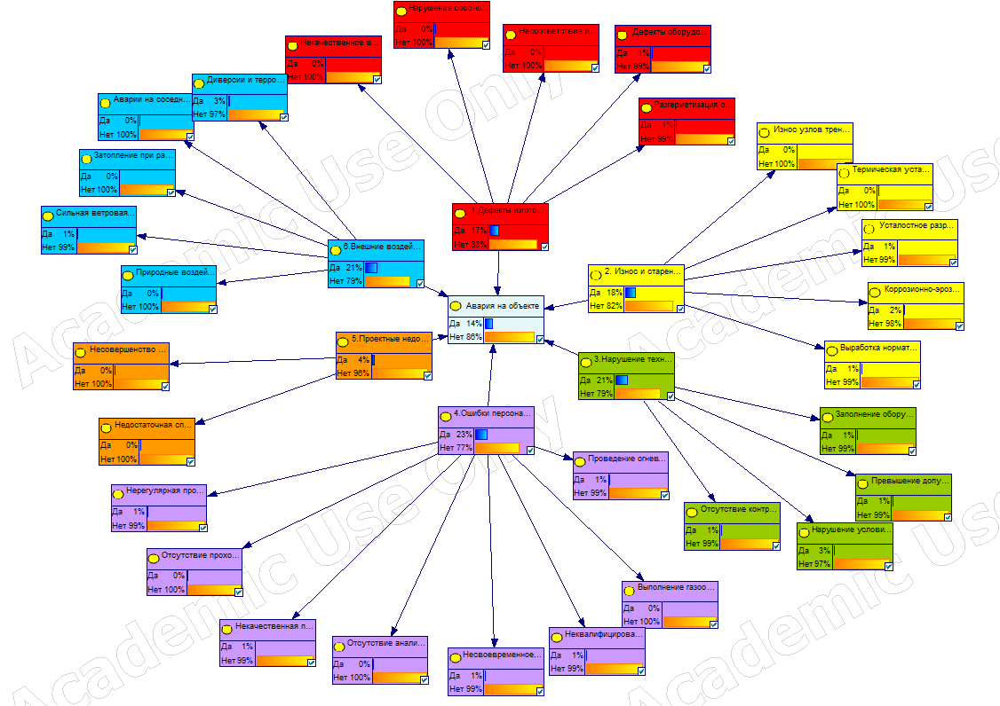 Нарушение сороно...
Да 0%
Нет 100%
Некачественное в...
Да 0%
Нет 100%
Несоответствие и...
Да 0%
Нет 100%
Дефекты оборудо...
Да 1%
Нет 99%
Диверсии и терро...
Да 3%
Нет 97%
Аварии на соседн...
Да 0%
Нет 100%
Разгерметизация о...
Да 1%
Нет 99%
Износ узлов трен...
Да 0%
Нет 100%
Затопление при ра...
Да 0%
Нет 100%
Термическая уста...
Да 0%
Нет 100%
Сильная ветровая...
Да 1%
Нет 99%
1.Дефекты изгото...
Да 17%
Нет 83%
Усталостное разр...
Да 1%
Нет 99%
6.Внешние воздей...
Да 21%
Нет 79%
Природные воздей...
Да 0%
Нет 100%
2. Износ и старен...
Да 18%
Нет 82%
Коррозионно-эроз...
Да 2%
Нет 98%
Авария на объекте
Да 14%
Нет 86%
5.Проектные недо...
Да 4%
Нет 96%
Несовершенство ...
Да 0%
Нет 100%
Выработка нормат...
Да 1%
Нет 99%
3.Нарушение техн...
Да 21%
Нет 79%
4.Ошибки персона...
Да 23%
Нет 77%
Заполнение обору...
Да 1%
Нет 99%
Недостаточная сп...
Да 0%
Нет 100%
Проведение огнев...
Да 1%
Нет 99%
Превышение допу...
Да 1%
Нет 99%
Нерегулярная про...
Да 1%
Нет 99%
Отсутствие контр...
Да 1%
Нет 99%
Нарушение услови...
Да 3%
Нет 97%
Отсутствие прохо...
Да 0%
Нет 100%
Выполнение газоо...
Да 0%
Нет 100%
Некачественная п...
Да 1%
Нет 99%
Отсутствие анали...
Да 0%
Нет 100%
Несвоевременное...
Да 1%
Нет 99%
Неквалифицирова...
Да 1%
Нет 99%
Academic Use Only
Academic Use
Academic Use Only
Academic Use